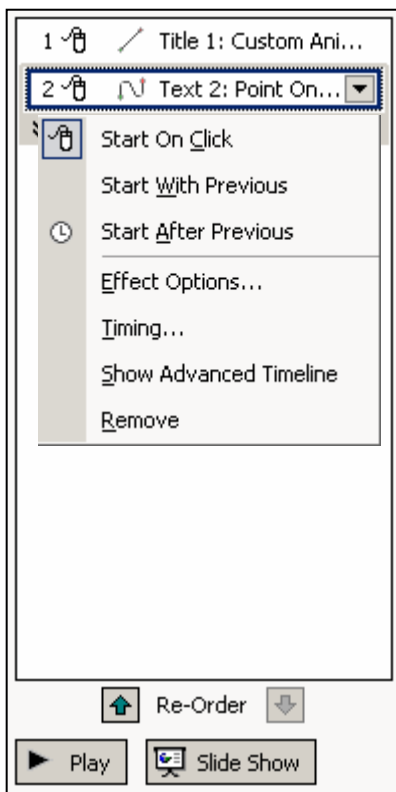 1 Title 1: Custom Ani...
2 Text 2: Point On...
Start On Click
Start With Previous
Start After Previous
Effect Options...
Timing...
Show Advanced Timeline
Remove
Re-Order
Play Slide Show